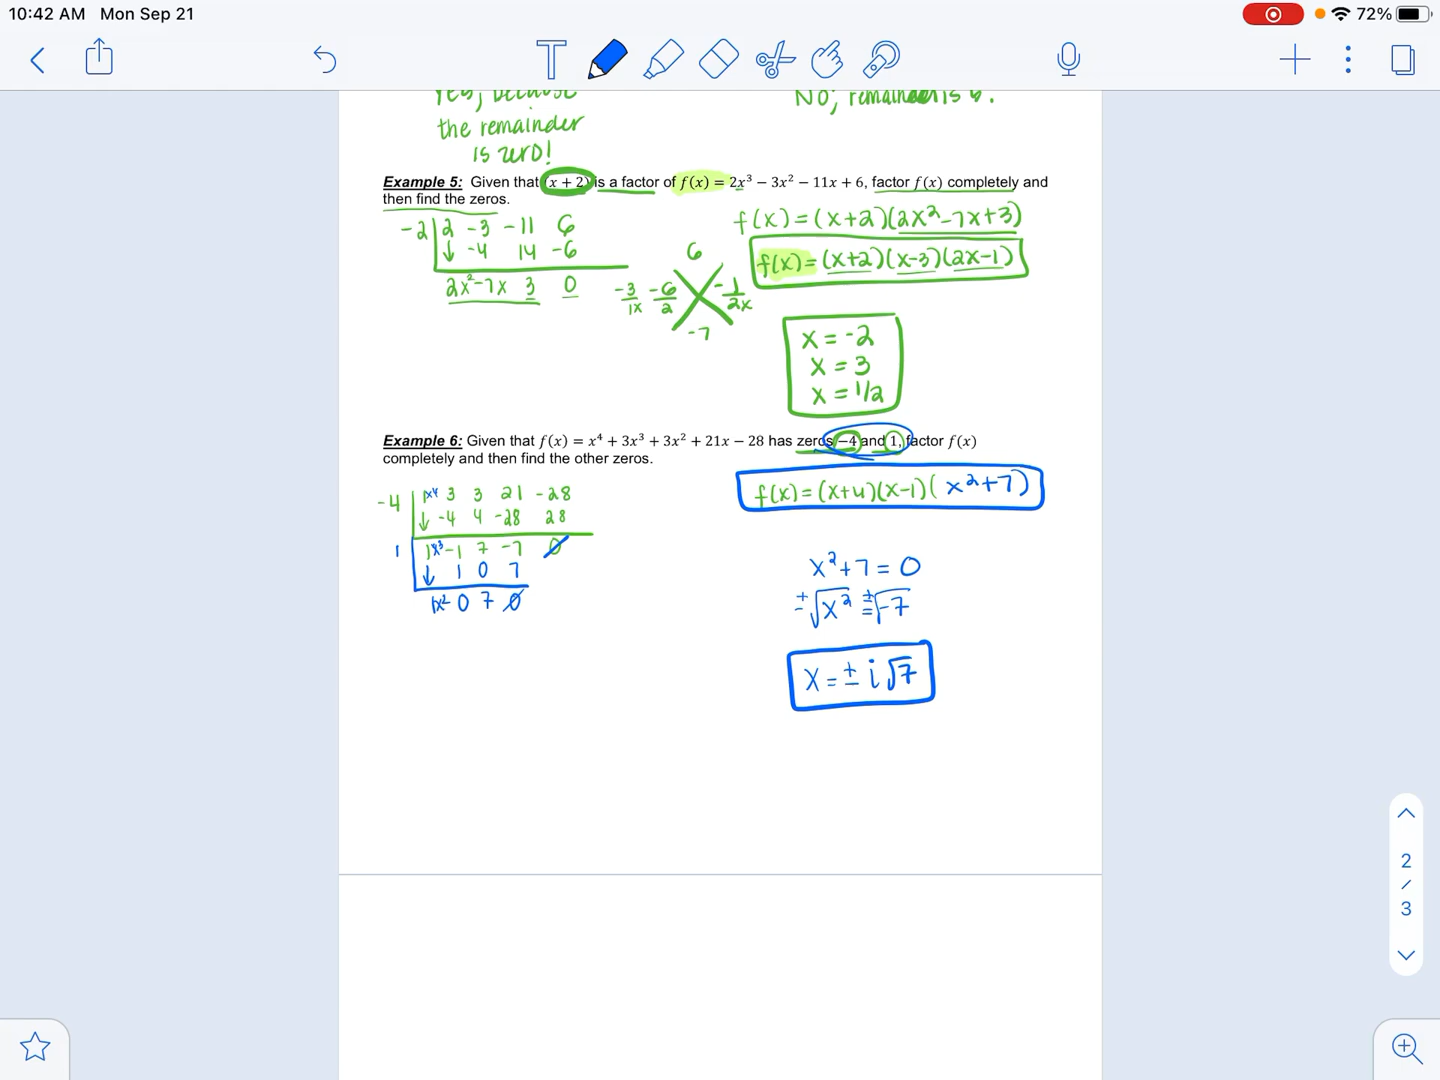 10:42 AM Mon Sep 21
72%
Yes, because
the remainder
is zero!
No, remainder is 6.
Example 5: Given that (x + 2) is a factor of f(x) = 2x³ − 3x² − 11x + 6, factor f(x) completely and
then find the zeros.
-2 2 -3 -11 6
↓ -4 14 -6
2x²-7x 3 0
6
-3/1x -6/2 -1/2x
-7
f(x)=(x+2)(2x²-7x+3)
f(x)=(x+2)(x-3)(2x-1)
x = -2
x = 3
x = 1/2
Example 6: Given that f(x) = x⁴ + 3x³ + 3x² + 21x − 28 has zeros −4 and 1, factor f(x)
completely and then find the other zeros.
-4 1x⁴ 3 3 21 -28
↓ -4 4 -28 28
1 1x³ -1 7 -7 0
↓ 1 0 7
1x² 0 7 0
f(x)=(x+4)(x-1)(x²+7)
x²+7=0
±√x² = ±√-7
x = ± i√7
2
/
3